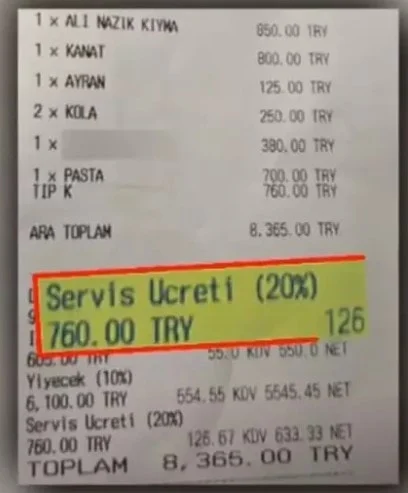 1 x ALI NAZIK KIYMA 850.00 TRY
1 x KANAT 800.00 TRY
1 x AYRAN 125.00 TRY
2 x KOLA 250.00 TRY
1 x 380.00 TRY
1 x PASTA 700.00 TRY
TIP K 760.00 TRY
ARA TOPLAM 8.365.00 TRY
Servis Ucreti (20%)
760.00 TRY 126
605.00 TRY 55.0 KDV 550.0 NET
Yiyecek (10%)
6,100.00 TRY 554.55 KDV 5545.45 NET
Servis Ucreti (20%)
760.00 TRY 126.67 KDV 633.33 NET
TOPLAM 8,365.00 TRY